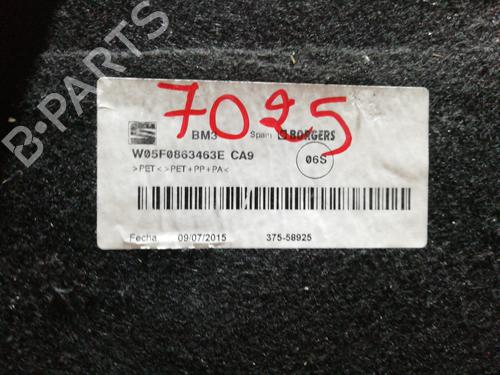 B-PARTS
7025
BM3 Spain BORGERS
W05F0863463E CA9
06S
>PET< >PET+PP+PA<
Fecha 09/07/2015 375-58925